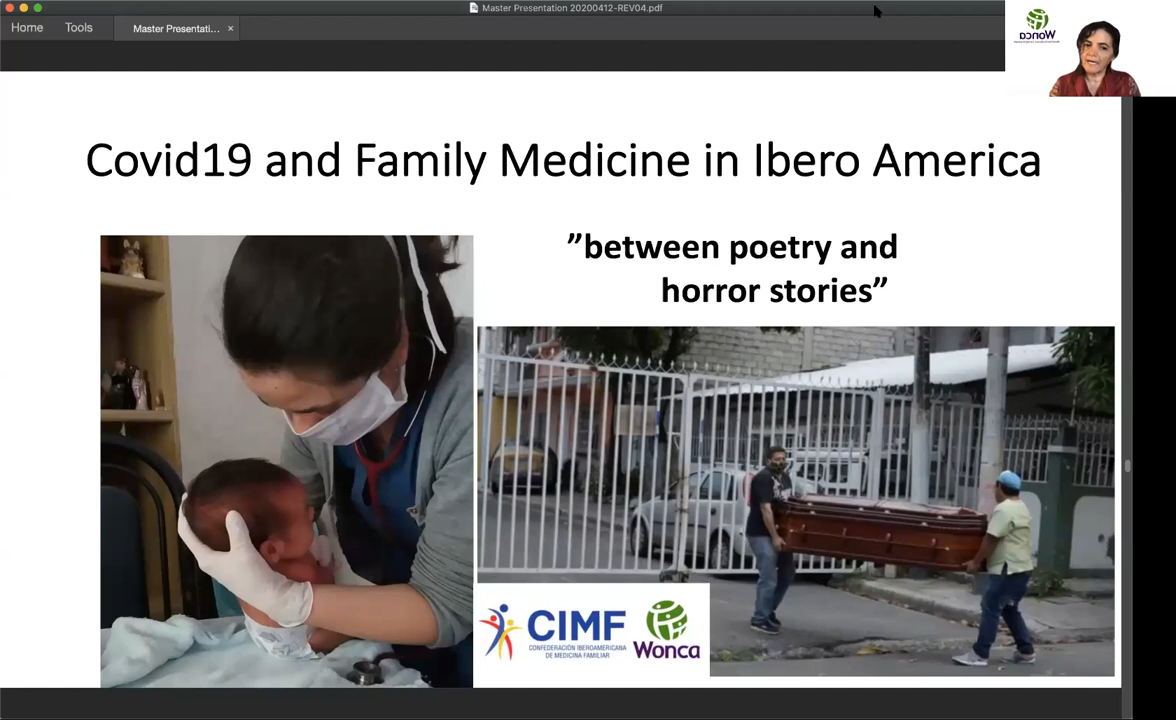 Master Presentation 20200412-REV04.pdf
Home
Tools
Master Presentati... ×
Wonca
Covid19 and Family Medicine in Ibero America
”between poetry and
horror stories”
CIMF
CONFEDERACIÓN IBEROAMERICANA
DE MEDICINA FAMILIAR
Wonca